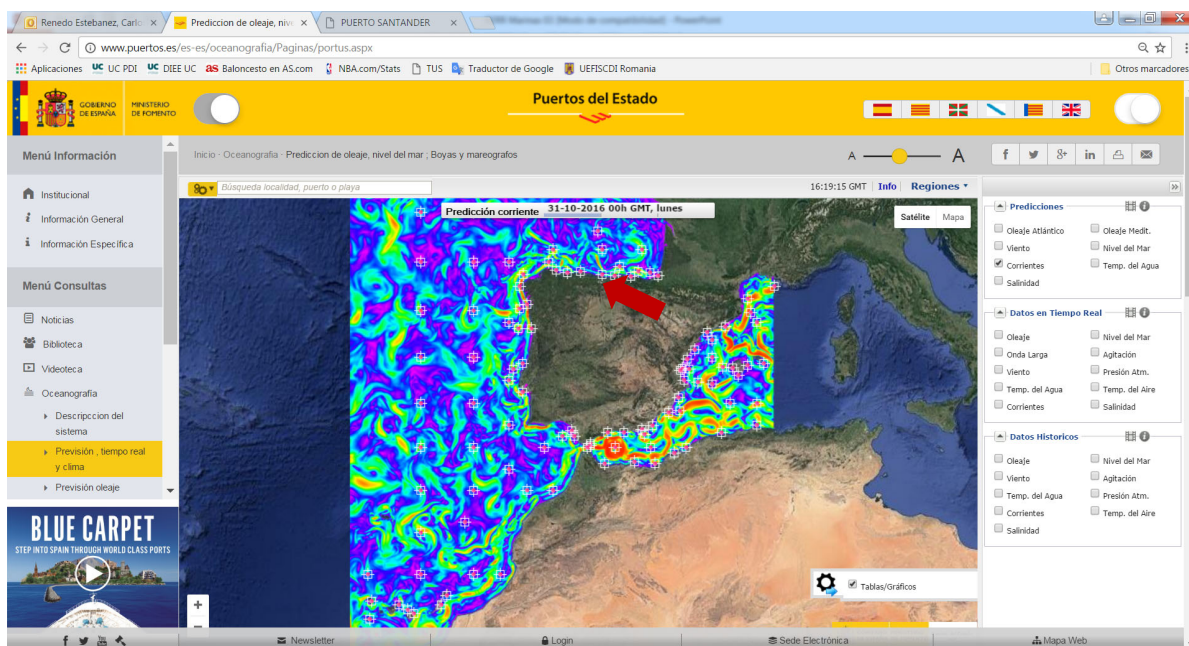 Renedo Estebanez, Carlo
Prediccion de oleaje, nive
PUERTO SANTANDER
www.puertos.es/es-es/oceanografia/Paginas/portus.aspx
Aplicaciones
UC UC PDI
UC DIEE UC
as Baloncesto en AS.com
NBA.com/Stats
TUS
Traductor de Google
UEFISCDI Romania
Otros marcadores
GOBIERNO DE ESPAÑA
MINISTERIO DE FOMENTO
Puertos del Estado
Menú Información
Inicio - Oceanografia - Prediccion de oleaje, nivel del mar ; Boyas y mareografos
A A
f 8+ in
Institucional
Información General
Información Específica
Menú Consultas
Noticias
Biblioteca
Videoteca
Oceanografía
Descripccion del sistema
Previsión , tiempo real y clima
Previsión oleaje
BLUE CARPET
STEP INTO SPAIN THROUGH WORLD CLASS PORTS
Búsqueda localidad, puerto o playa
16:19:15 GMT Info Regiones
Predicción corriente 31-10-2016 00h GMT, lunes
Satélite Mapa
Predicciones
Oleaje Atlántico Oleaje Medit.
Viento Nivel del Mar
Corrientes Temp. del Agua
Salinidad
Datos en Tiempo Real
Oleaje Nivel del Mar
Onda Larga Agitación
Viento Presión Atm.
Temp. del Agua Temp. del Aire
Corrientes Salinidad
Datos Historicos
Oleaje Nivel del Mar
Viento Agitación
Temp. del Agua Presión Atm.
Corrientes Temp. del Aire
Salinidad
Tablas/Gráficos
+
Newsletter
Login
Sede Electrónica
Mapa Web